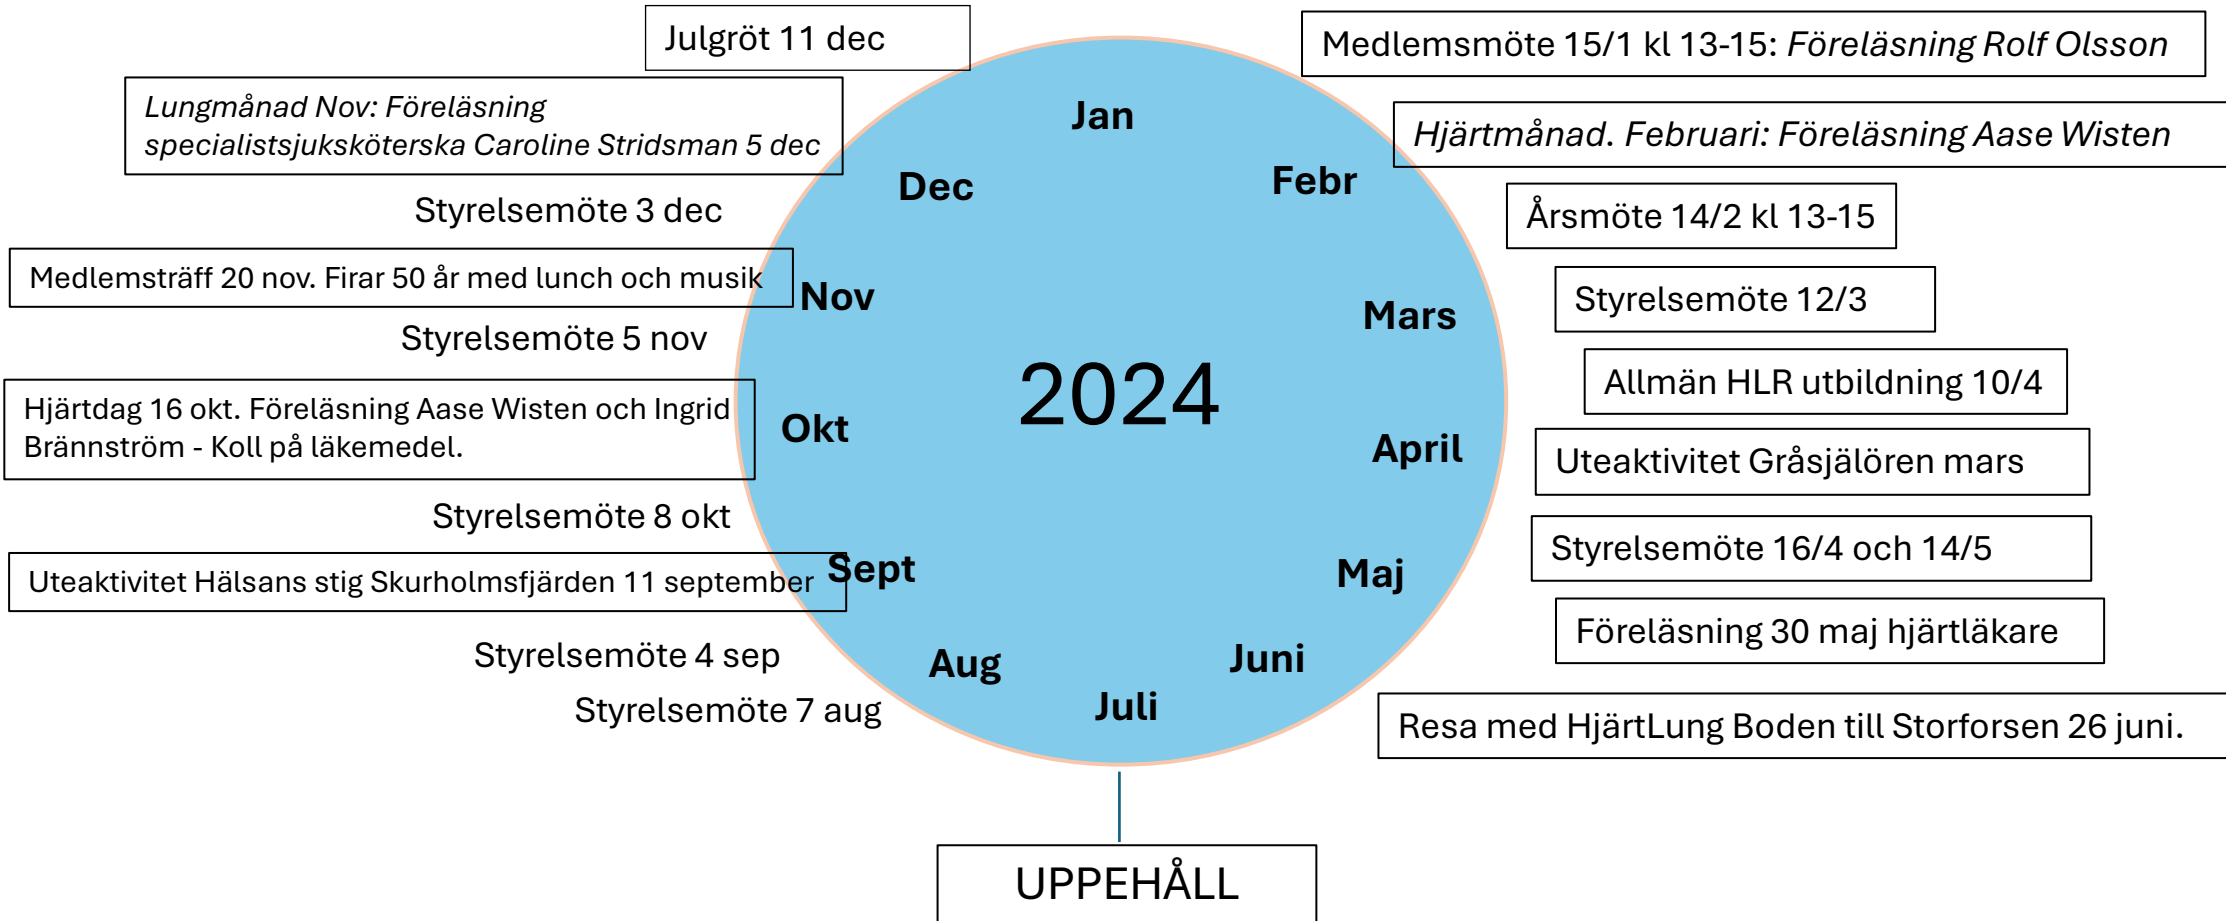 Julgröt 11 dec
Medlemsmöte 15/1 kl 13-15: Föreläsning Rolf Olsson
Lungmånad Nov: Föreläsning
specialistsjuksköterska Caroline Stridsman 5 dec
Jan
Hjärtmånad. Februari: Föreläsning Aase Wisten
Dec
Febr
Styrelsemöte 3 dec
Årsmöte 14/2 kl 13-15
Medlemsträff 20 nov. Firar 50 år med lunch och musik
Nov
Mars
Styrelsemöte 12/3
Styrelsemöte 5 nov
2024
Allmän HLR utbildning 10/4
Hjärtdag 16 okt. Föreläsning Aase Wisten och Ingrid
Brännström - Koll på läkemedel.
Okt
April
Uteaktivitet Gråsjälören mars
Styrelsemöte 8 okt
Styrelsemöte 16/4 och 14/5
Uteaktivitet Hälsans stig Skurholmsfjärden 11 september
Sept
Maj
Föreläsning 30 maj hjärtläkare
Styrelsemöte 4 sep
Aug
Juni
Styrelsemöte 7 aug
Juli
Resa med HjärtLung Boden till Storforsen 26 juni.
UPPEHÅLL